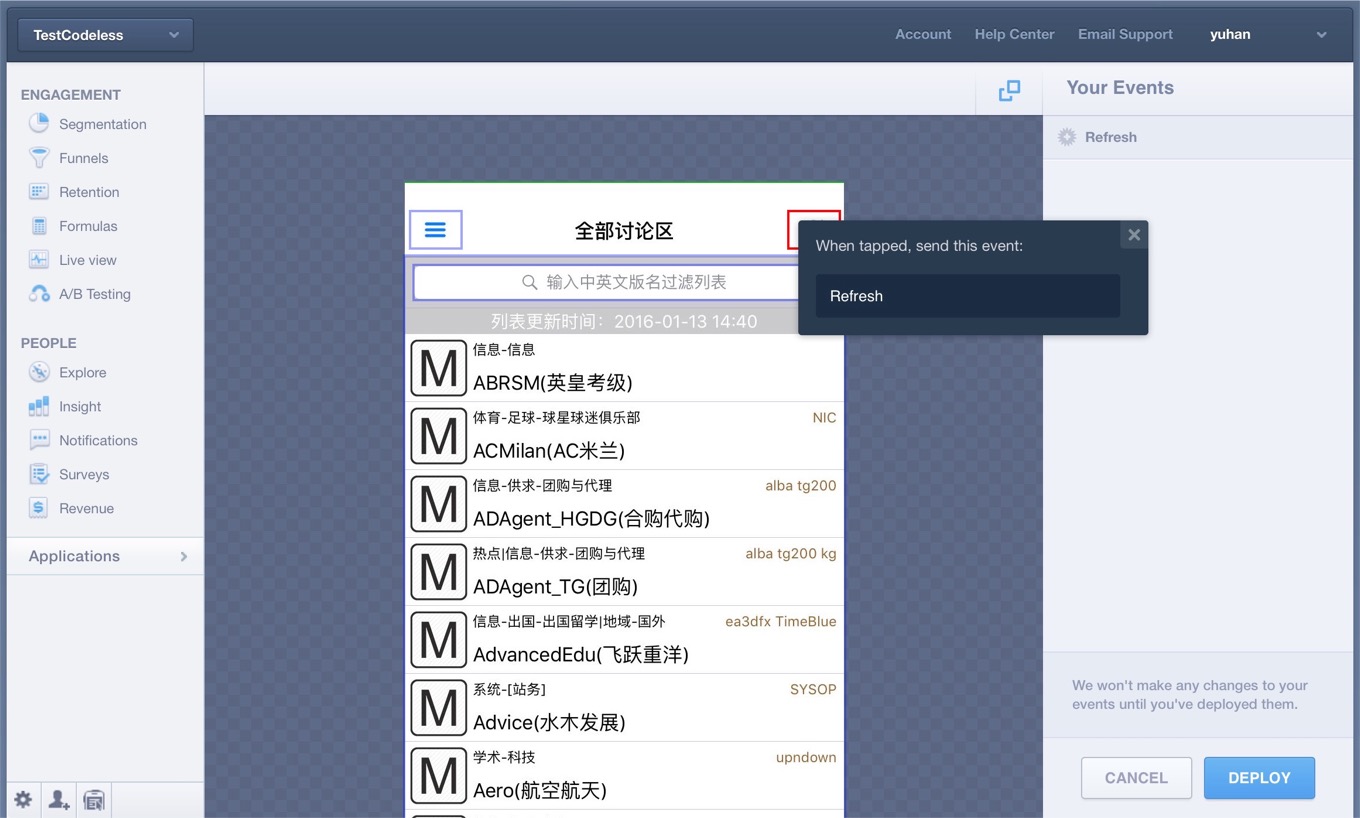 TestCodeless
Account
Help Center
Email Support
yuhan
ENGAGEMENT
Segmentation
Funnels
Retention
Formulas
Live view
A/B Testing
PEOPLE
Explore
Insight
Notifications
Surveys
Revenue
Applications
全部讨论区
输入中英文版名过滤列表
列表更新时间：2016-01-13 14:40
M
信息-信息
ABRSM(英皇考级)
M
体育-足球-球星球迷俱乐部
NIC
ACMilan(AC米兰)
M
信息-供求-团购与代理
alba tg200
ADAgent_HGDG(合购代购)
M
热点|信息-供求-团购与代理
alba tg200 kg
ADAgent_TG(团购)
M
信息-出国-出国留学|地域-国外
ea3dfx TimeBlue
AdvancedEdu(飞跃重洋)
M
系统-[站务]
SYSOP
Advice(水木发展)
M
学术-科技
upndown
Aero(航空航天)
When tapped, send this event:
Refresh
Your Events
Refresh
We won't make any changes to your
events until you've deployed them.
CANCEL
DEPLOY